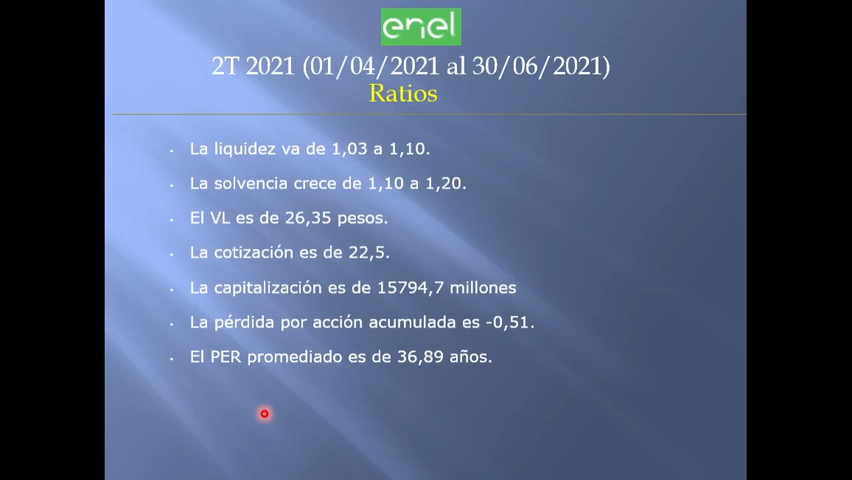 enel
2T 2021 (01/04/2021 al 30/06/2021)
Ratios
La liquidez va de 1,03 a 1,10.
La solvencia crece de 1,10 a 1,20.
El VL es de 26,35 pesos.
La cotización es de 22,5.
La capitalización es de 15794,7 millones
La pérdida por acción acumulada es -0,51.
El PER promediado es de 36,89 años.